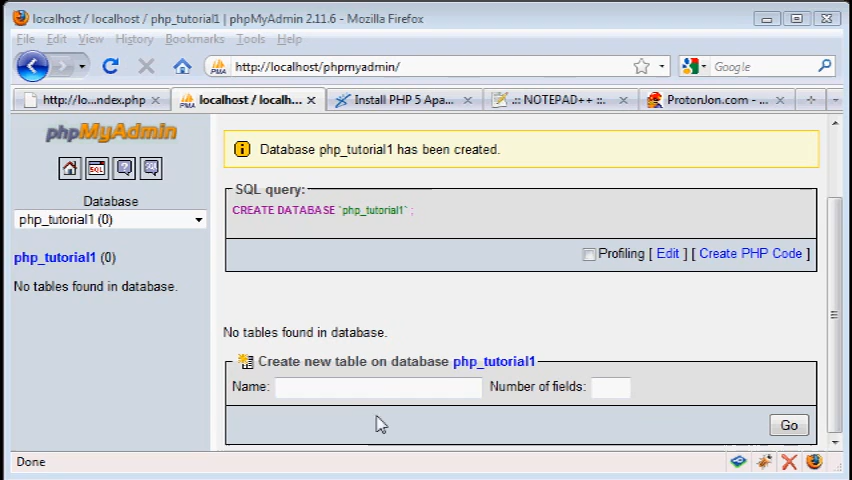 localhost / localhost / php_tutorial1 | phpMyAdmin 2.11.6 - Mozilla Firefox
File Edit View History Bookmarks Tools Help
http://localhost/phpmyadmin/
Google
http://lo...ndex.php
localhost / localh...
Install PHP 5 Apa...
.:: NOTEPAD++ ::.
ProtonJon.com - ...
phpMyAdmin
SQL
Database
php_tutorial1 (0)
php_tutorial1 (0)
No tables found in database.
Database php_tutorial1 has been created.
SQL query:
CREATE DATABASE `php_tutorial1` ;
Profiling [ Edit ] [ Create PHP Code ]
No tables found in database.
Create new table on database php_tutorial1
Name: Number of fields:
Go
Done